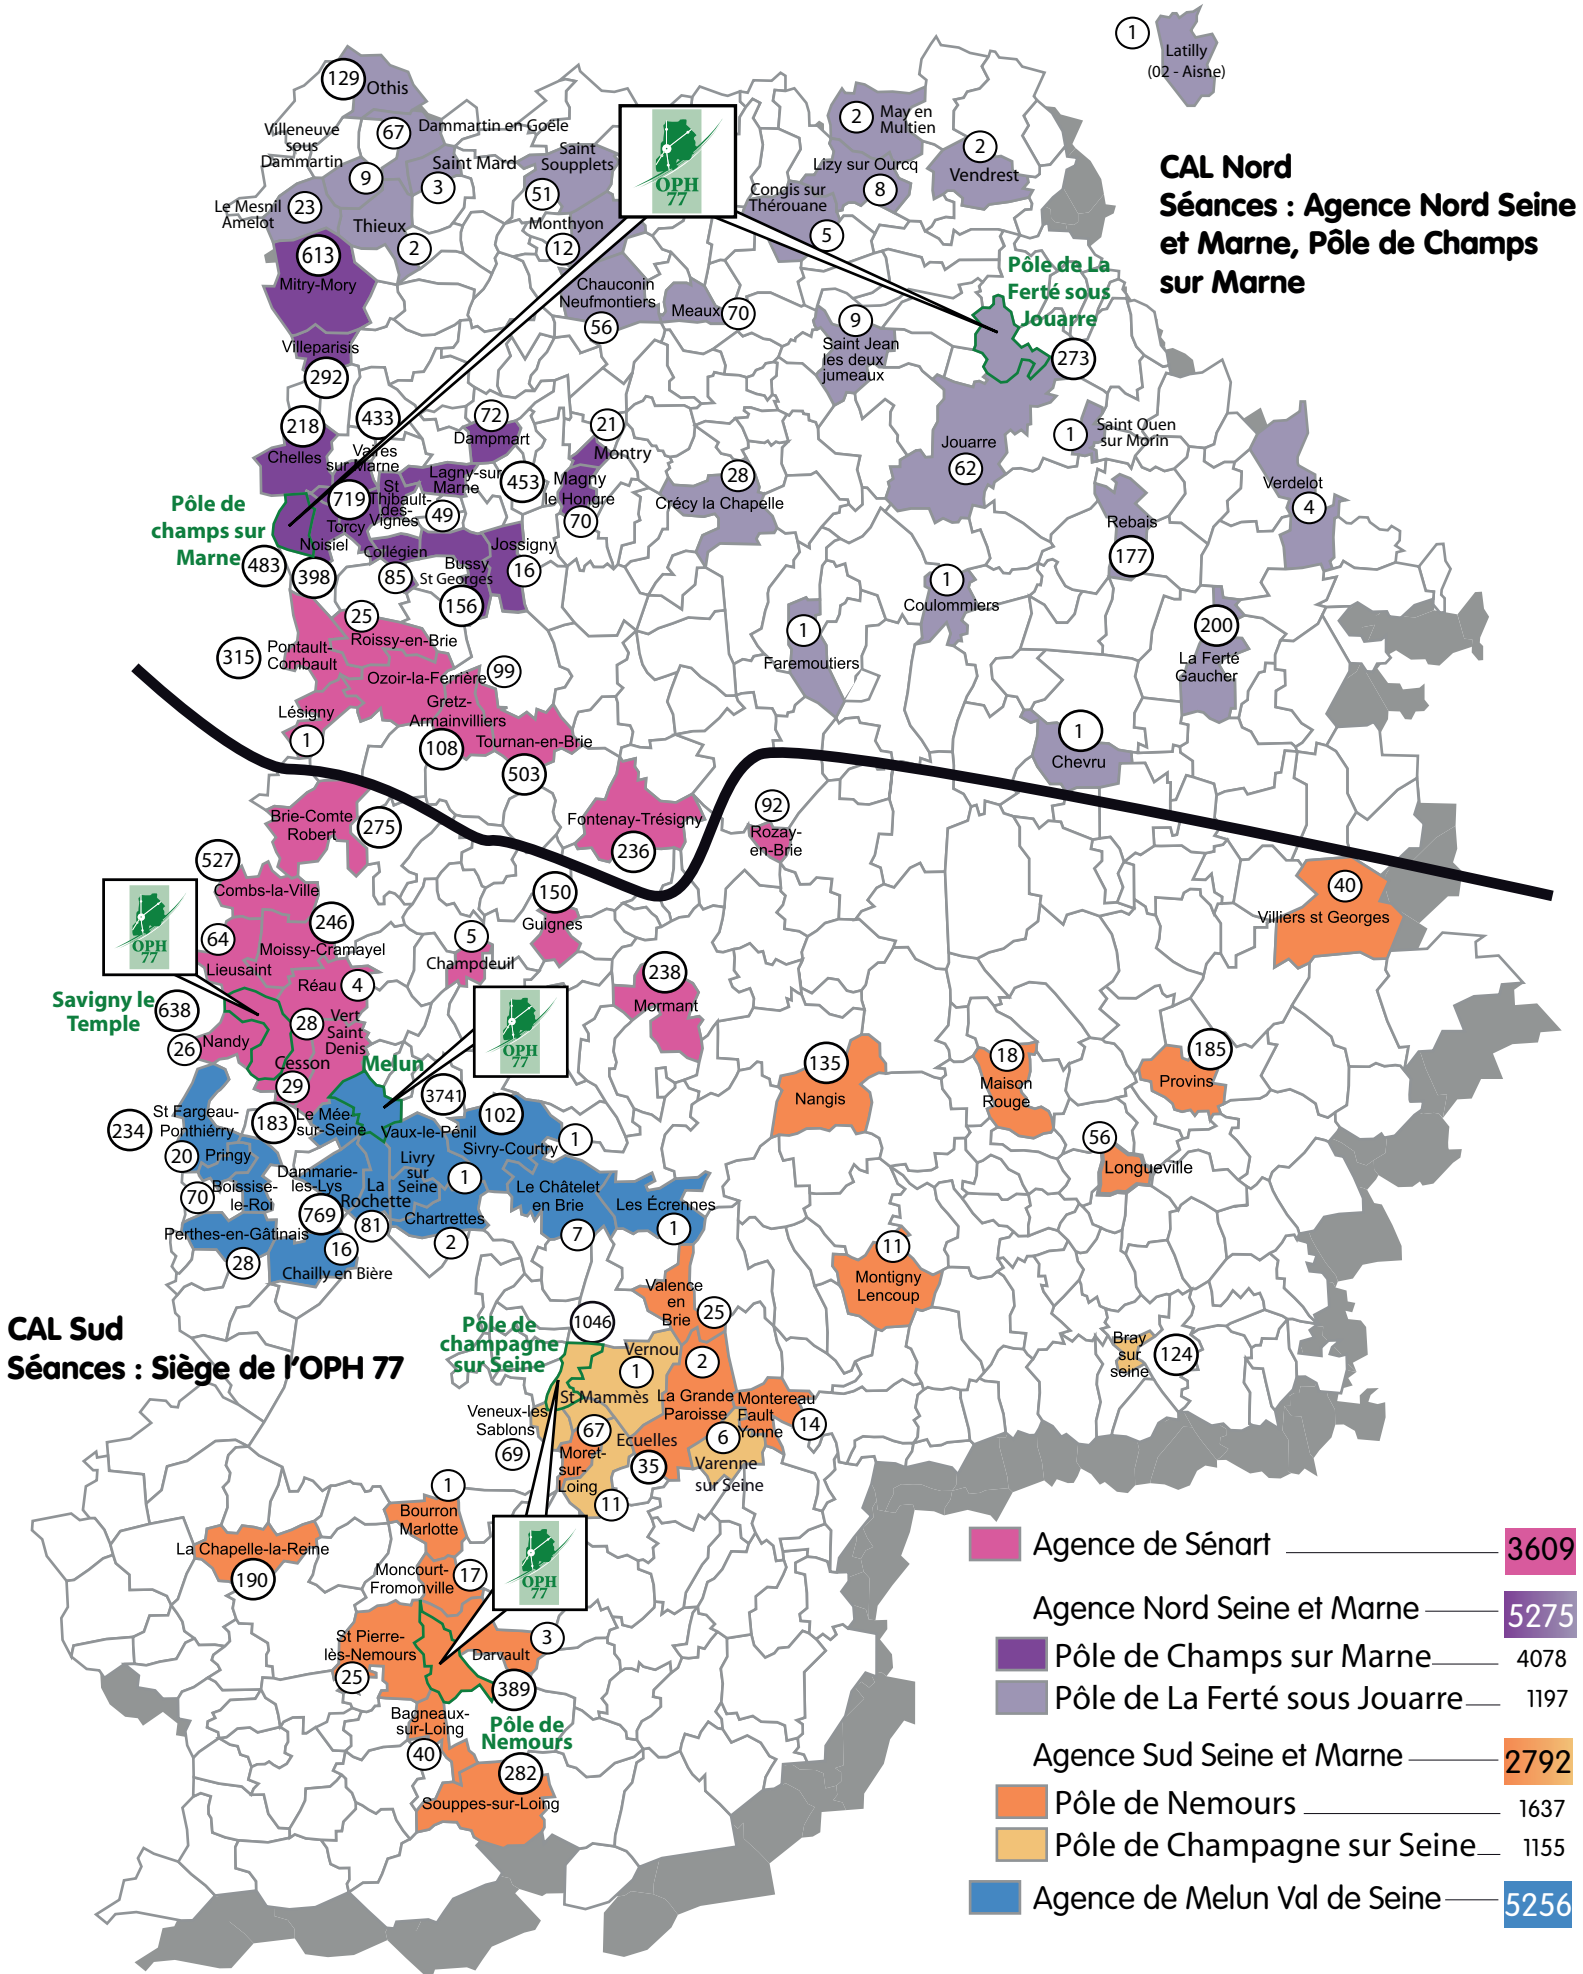 1
Latilly
(02 - Aisne)
CAL Nord
Séances : Agence Nord Seine
et Marne, Pôle de Champs
sur Marne
129
Othis
Villeneuve
sous
Dammartin
67
Dammartin en Goële
9
Saint Mard
3
Saint
Soupplets
51
Le Mesnil
Amelot
23
Thieux
2
Monthyon
12
OPH
77
2
May en
Multien
2
Vendrest
Lizy sur Ourcq
8
Congis sur
Thérouane
5
613
Mitry-Mory
Chauconin
Neufmontiers
56
Meaux
70
Pôle de La
Ferté sous
Jouarre
273
9
Saint Jean
les deux
jumeaux
Villeparisis
292
218
Chelles
433
Vaires
sur Marne
72
Dampmart
21
Montry
Lagny-sur
Marne
453
Magny
le Hongre
70
28
Crécy la Chapelle
Jouarre
62
1
Saint Ouen
sur Morin
Verdelot
4
Rebais
177
Pôle de
champs sur
Marne
483
719
Torcy
St
Thibault-
des-
Vignes
49
Noisiel
398
Collégien
85
Bussy
St Georges
156
Jossigny
16
1
Coulommiers
1
Faremoutiers
200
La Ferté
Gaucher
1
Chevru
315
Pontault-
Combault
25
Roissy-en-Brie
Ozoir-la-Ferrière
99
Gretz-
Armainvilliers
108
Lésigny
1
Tournan-en-Brie
503
Brie-Comte
Robert
275
Fontenay-Trésigny
236
92
Rozay-
en-Brie
40
Villiers st Georges
527
Combs-la-Ville
OPH
77
246
Moissy-Cramayel
64
Lieusaint
150
Guignes
5
Champdeuil
238
Mormant
Réau
4
Savigny le
Temple
638
26
Nandy
28
Vert
Saint
Denis
Cesson
29
OPH
77
Melun
3741
135
Nangis
18
Maison
Rouge
185
Provins
56
Longueville
234
St Fargeau-
Ponthiérry
183
Le Mée-
sur-Seine
Vaux-le-Pénil
102
Sivry-Courtry
1
20
Pringy
Dammarie-
les-Lys
769
Livry
sur
Seine
1
La
Rochette
81
70
Boissise-
le-Roi
Le Châtelet
en Brie
7
Les Écrennes
1
Chartrettes
2
Perthes-en-Gâtinais
28
16
Chailly en Bière
11
Montigny
Lencoup
Valence
en
Brie
25
CAL Sud
Séances : Siège de l'OPH 77
Pôle de
champagne
sur Seine
1046
Vernou
1
2
La Grande
Paroisse
St Mammès
67
Montereau
Fault
Yonne
14
Bray
sur
seine
124
Veneux-les
Sablons
69
Ecuelles
35
6
Varenne
sur Seine
Moret-
sur-
Loing
11
1
Bourron
Marlotte
La Chapelle-la-Reine
190
Moncourt-
Fromonville
17
OPH
77
St Pierre-
lès-Nemours
25
3
Darvault
389
Pôle de
Nemours
Bagneaux-
sur-Loing
40
282
Souppes-sur-Loing
Agence de Sénart 3609
Agence Nord Seine et Marne 5275
Pôle de Champs sur Marne 4078
Pôle de La Ferté sous Jouarre 1197
Agence Sud Seine et Marne 2792
Pôle de Nemours 1637
Pôle de Champagne sur Seine 1155
Agence de Melun Val de Seine 5256